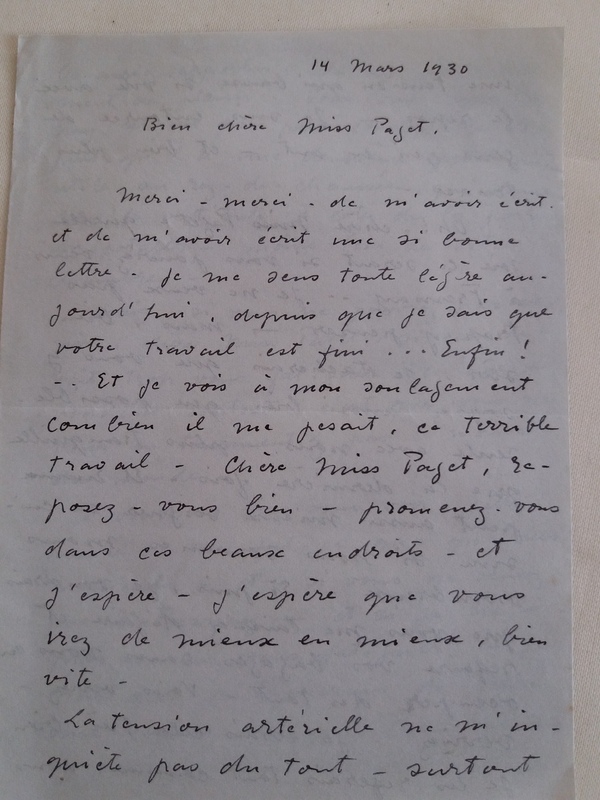 14 Mars 1930
Bien chère Miss Paget.
Merci - merci - de m'avoir écrit.
et de m'avoir écrit une si bonne
lettre - Je me sens toute légère au-
jourd'hui, depuis que je sais que
votre travail est fini ... Enfin !
-. Et je vois à mon soulagement
combien il me pesait, ce terrible
travail - Chère Miss Paget, re-
posez - vous bien - promenez-vous
dans ces beaux endroits - et
j'espère - j'espère que vous
irez de mieux en mieux, bien
vite -
La tension artérielle ne m'in-
quiète pas du tout - surtout